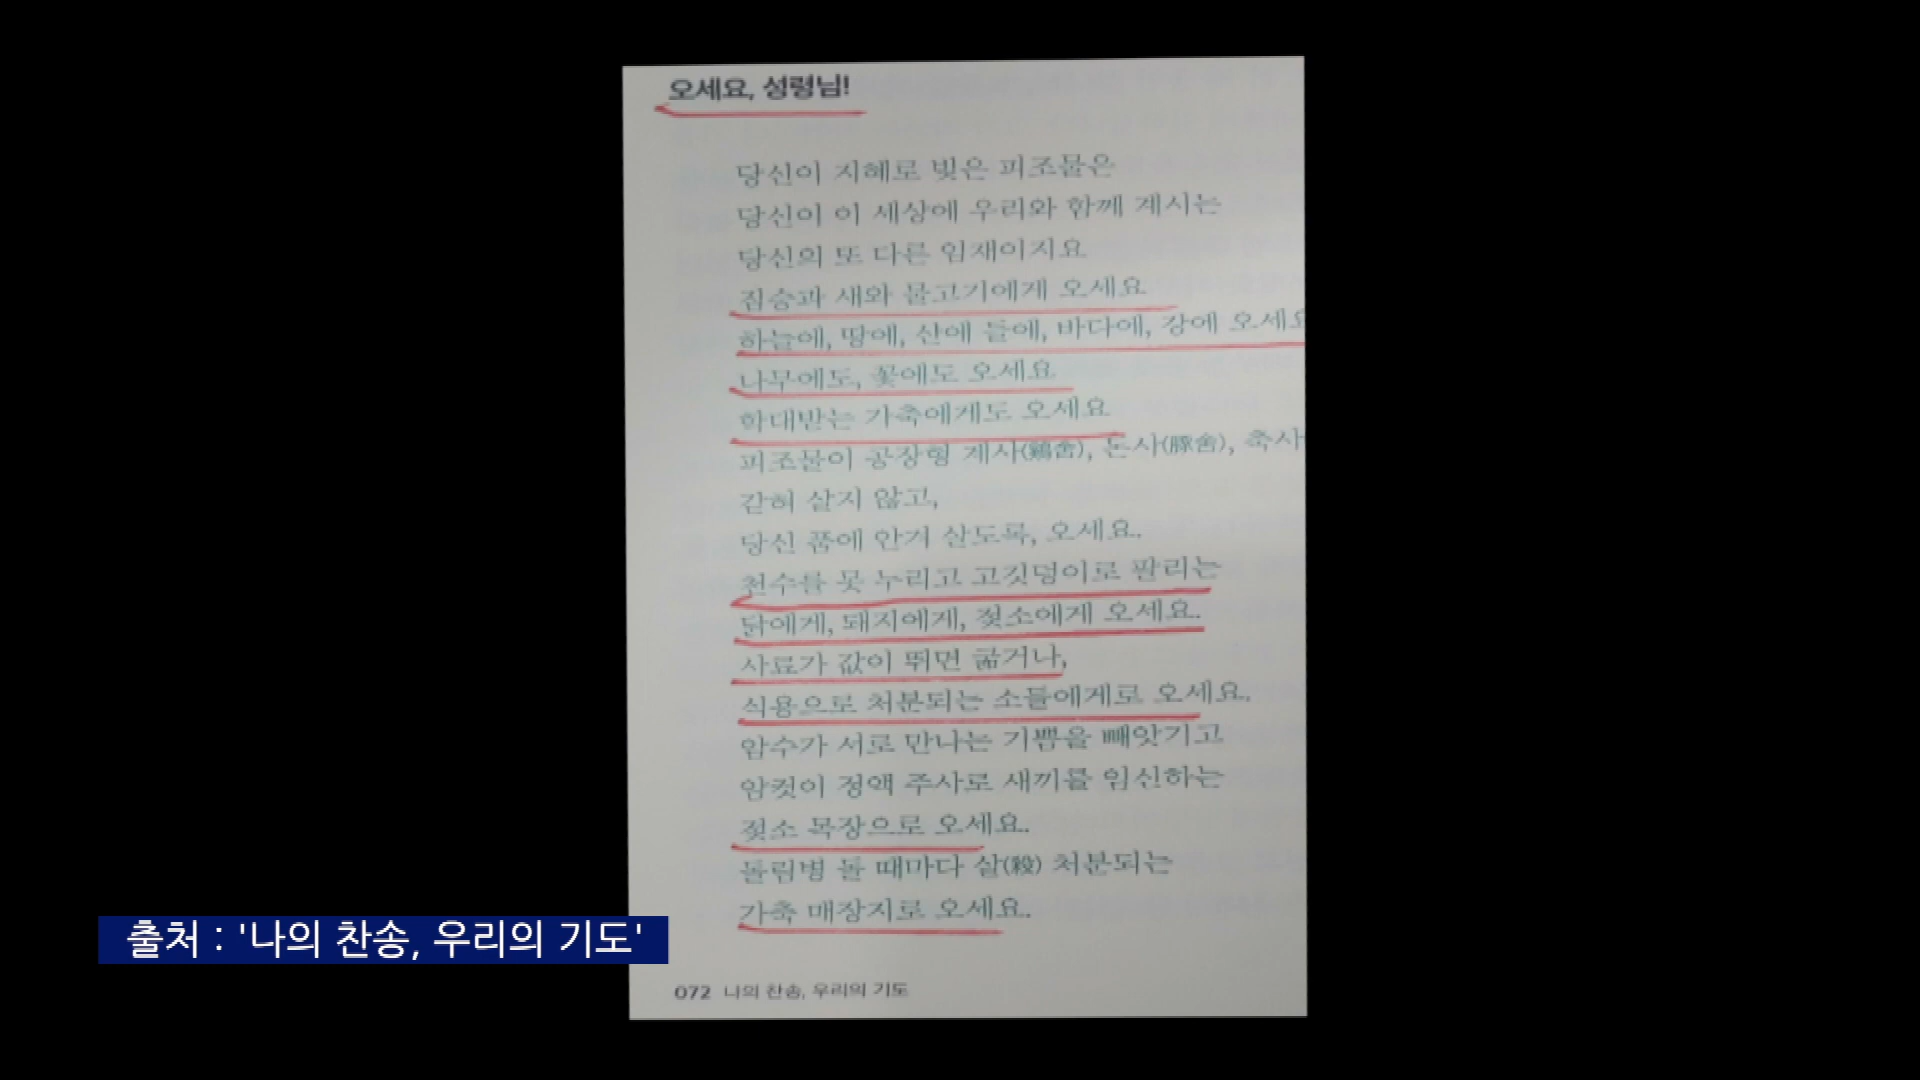 오세요, 성령님!
당신이 지혜로 빚은 피조물은
당신이 이 세상에 우리와 함께 계시는
당신의 또 다른 임재이지요
짐승과 새와 물고기에게 오세요
하늘에, 땅에, 산에 들에, 바다에, 강에 오세요
나무에도, 꽃에도 오세요
학대받는 가축에게도 오세요
피조물이 공장형 계사(鷄舍), 돈사(豚舍), 축사
갇혀 살지 않고,
당신 품에 안겨 살도록, 오세요.
천수를 못 누리고 고깃덩이로 팔리는
닭에게, 돼지에게, 젖소에게 오세요.
사료가 값이 뛰면 굶거나,
식용으로 처분되는 소들에게로 오세요.
암수가 서로 만나는 기쁨을 빼앗기고
암컷이 정액 주사로 새끼를 임신하는
젖소 목장으로 오세요.
돌림병 돌 때마다 살(殺) 처분되는
가축 매장지로 오세요.
출처 : '나의 찬송, 우리의 기도'
072 나의 찬송, 우리의 기도